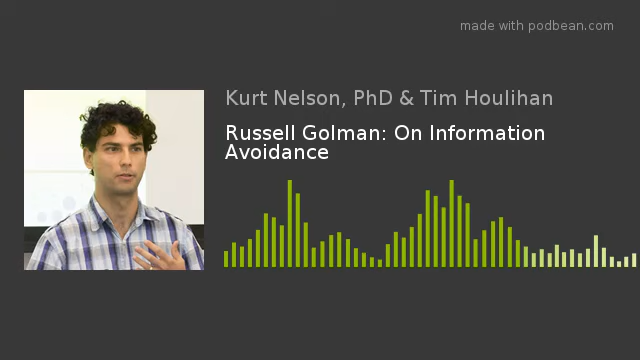 made with podbean.com
Kurt Nelson, PhD & Tim Houlihan
Russell Golman: On Information
Avoidance